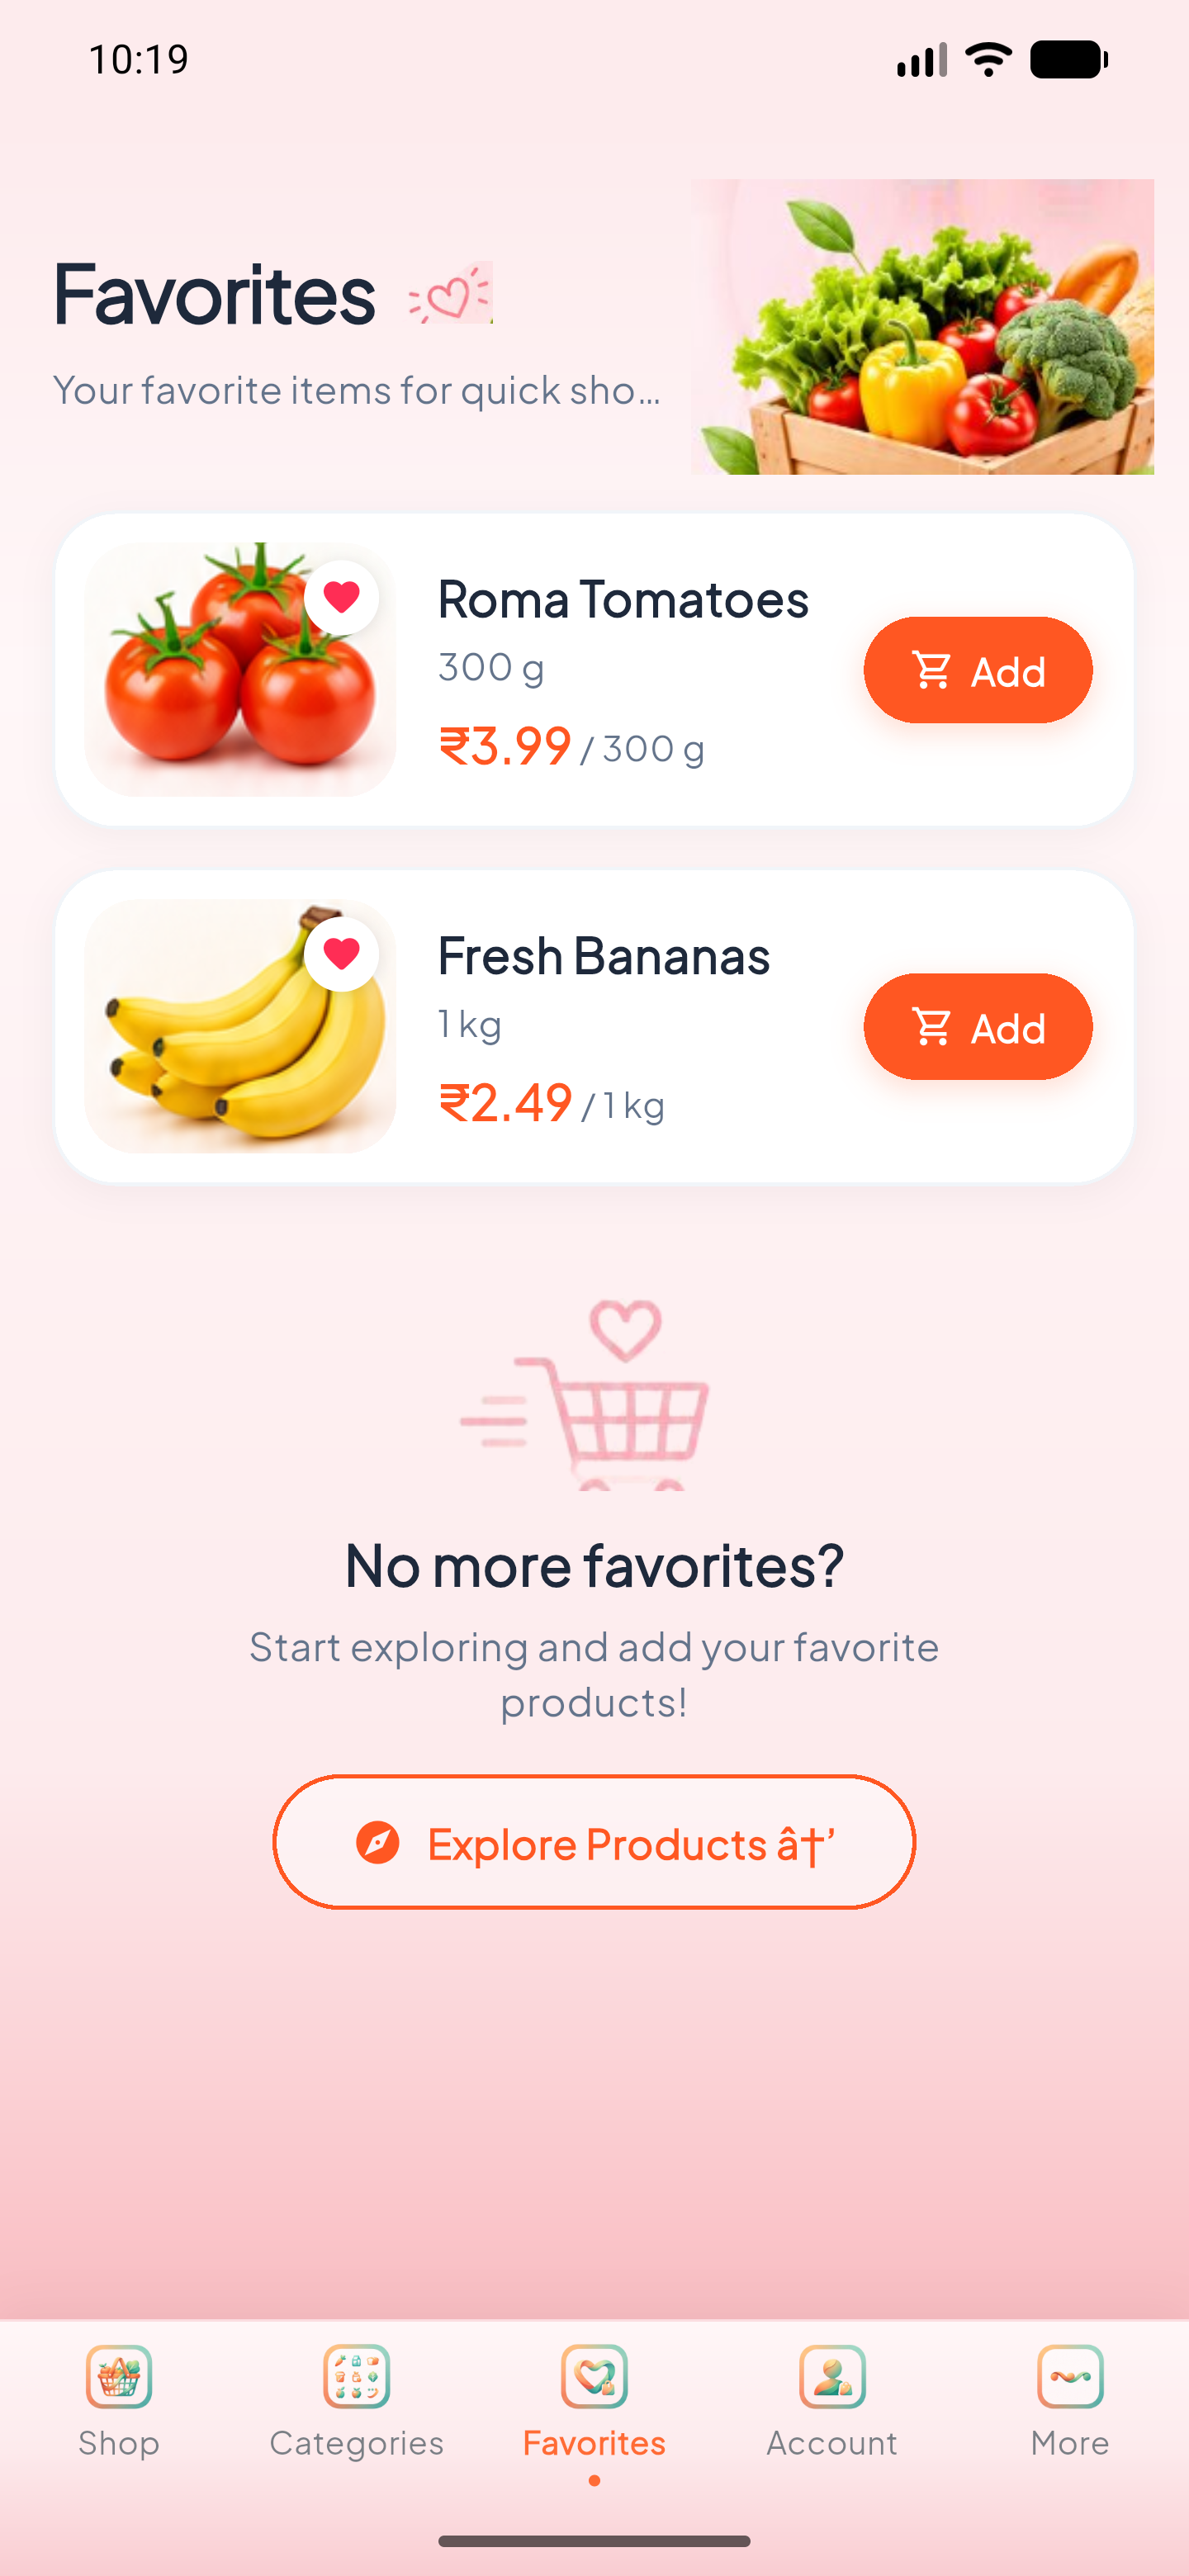 10:19
Favorites
Your favorite items for quick sho...
Roma Tomatoes
300 g
₹3.99 / 300 g
Add
Fresh Bananas
1 kg
₹2.49 / 1 kg
Add
No more favorites?
Start exploring and add your favorite
products!
Explore Products â†’
Shop
Categories
Favorites
Account
More